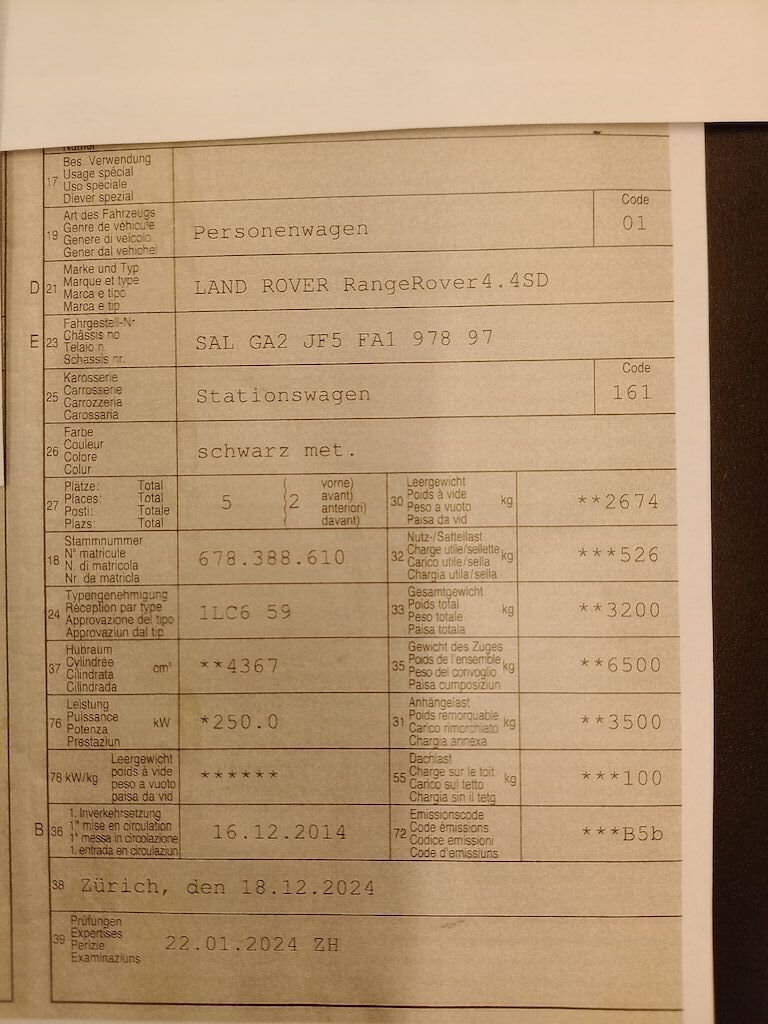 17 Bes. Verwendung
Usage spécial
Uso speciale
Diever spezial
19 Art des Fahrzeugs
Genre de véhicule
Genere di veicolo
Gener dal vehichel
Personenwagen
Code
01
D 21 Marke und Typ
Marque et type
Marca e tipo
Marca e tip
LAND ROVER RangeRover4.4SD
E 23 Fahrgestell-Nr
Châssis no
Telaio n.
Schassis nr.
SAL GA2 JF5 FA1 978 97
25 Karosserie
Carrosserie
Carrozzeria
Carossaria
Stationswagen
Code
161
26 Farbe
Couleur
Colore
Colur
schwarz met.
27 Plätze: Total
Places: Total
Posti: Totale
Plazs: Total
5 (2 vorne)
avant)
anteriori)
davant)
30 Leergewicht
Poids à vide kg
Peso a vuoto
Paisa da vid
**2674
18 Stammnummer
N° matricule
N. di matricola
Nr. da matricla
678.388.610
32 Nutz-/Sattellast
Charge utile/sellette kg
Carico utile/sella
Chargia utila/sella
***526
24 Typengenehmigung
Réception par type
Approvazione del tipo
Approvaziun dal tip
1LC6 59
33 Gesamtgewicht
Poids total kg
Peso totale
Paisa totala
**3200
37 Hubraum
Cylindrée cm³
Cilindrata
Cilindrada
**4367
35 Gewicht des Zuges
Poids de l'ensemble kg
Peso del convoglio
Paisa cumposiziun
**6500
76 Leistung
Puissance kW
Potenza
Prestaziun
*250.0
31 Anhängelast
Poids remorquable kg
Carico rimorchiato
Chargia annexa
**3500
78 kW/kg Leergewicht
poids à vide
peso a vuoto
paisa da vid
******
55 Dachlast
Charge sur le toit kg
Carico sul tetto
Chargia sin il tetg
***100
B 36 1. Inverkehrsetzung
1re mise en circulation
1a messa in circolazione
1. entrada en circulaziun
16.12.2014
72 Emissionscode
Code émissions
Codice emissioni
Code d'emissiuns
***B5b
38 Zürich, den 18.12.2024
39 Prüfungen
Expertises
Perizie
Examinaziuns
22.01.2024 ZH